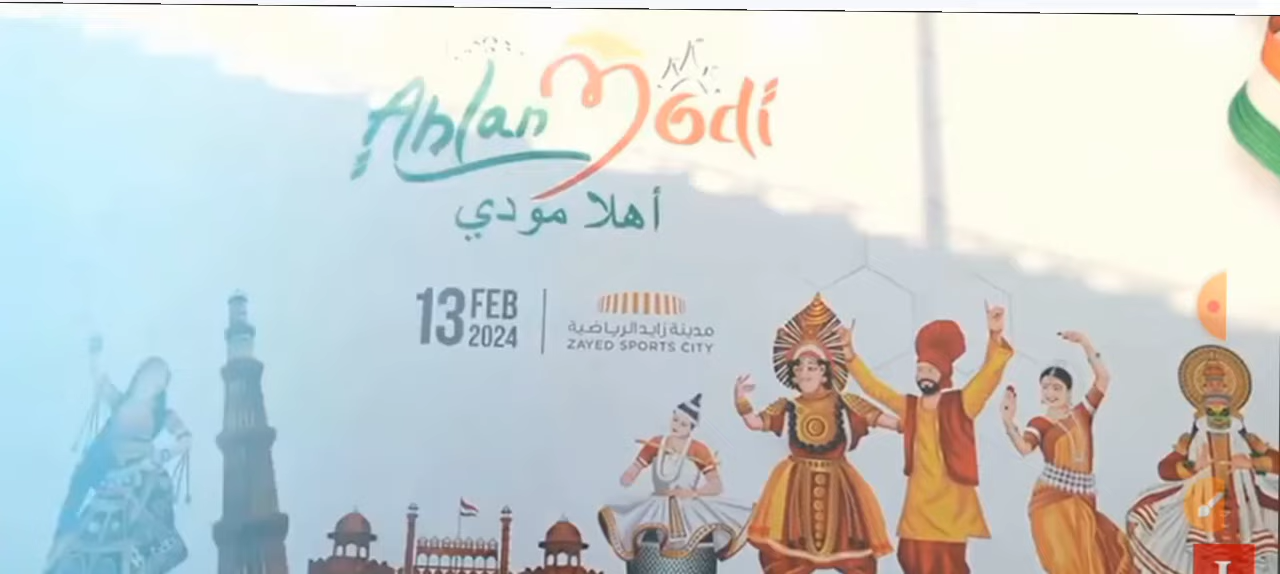 Ahlan Modi
أهلا مودي
13 FEB 2024
مدينة زايد الرياضية
ZAYED SPORTS CITY